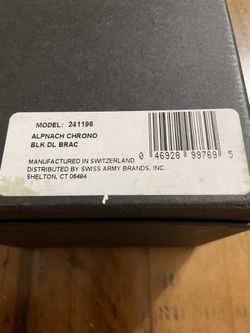 MODEL: 241196
ALPNACH CHRONO
BLK DL BRAC
MANUFACTURED IN SWITZERLAND
DISTRIBUTED BY SWISS ARMY BRANDS, INC.
SHELTON, CT 06484
0 46928 99769 5